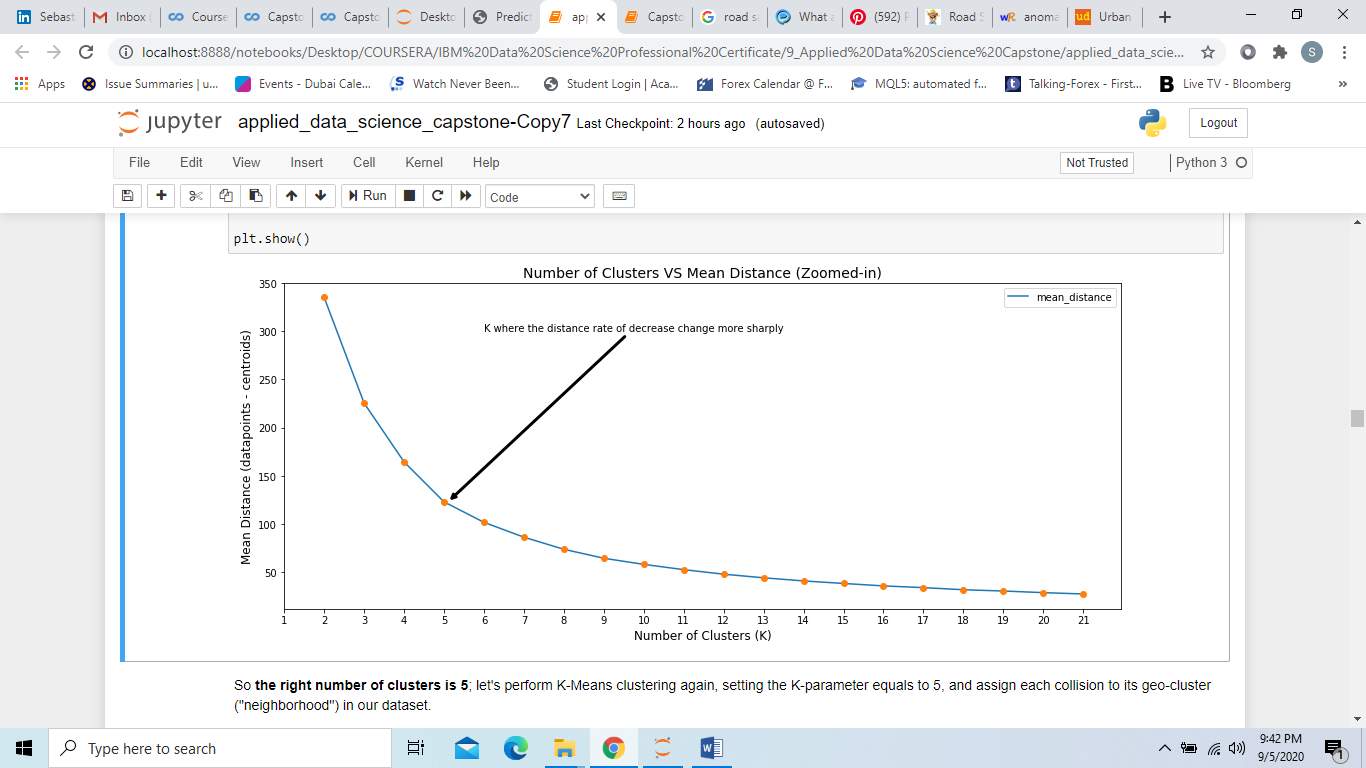 Sebast
Inbox (
Course
Capsto
Capsto
Deskto
Predict
app
Capsto
road sa
What a
(592) P
Road S
anoma
Urban
localhost:8888/notebooks/Desktop/COURSERA/IBM%20Data%20Science%20Professional%20Certificate/9_Applied%20Data%20Science%20Capstone/applied_data_scie...
S
Apps
Issue Summaries | u...
Events - Dubai Cale...
Watch Never Been...
Student Login | Aca...
Forex Calendar @ F...
MQL5: automated f...
Talking-Forex - First...
Live TV - Bloomberg
»
jupyter applied_data_science_capstone-Copy7 Last Checkpoint: 2 hours ago (autosaved)
Logout
File Edit View Insert Cell Kernel Help
Not Trusted
Python 3
Run
Code
plt.show()
Number of Clusters VS Mean Distance (Zoomed-in)
mean_distance
K where the distance rate of decrease change more sharply
Mean Distance (datapoints - centroids)
350
300
250
200
150
100
50
1 2 3 4 5 6 7 8 9 10 11 12 13 14 15 16 17 18 19 20 21
Number of Clusters (K)
So the right number of clusters is 5; let's perform K-Means clustering again, setting the K-parameter equals to 5, and assign each collision to its geo-cluster
("neighborhood") in our dataset.
Type here to search
9:42 PM
9/5/2020
1